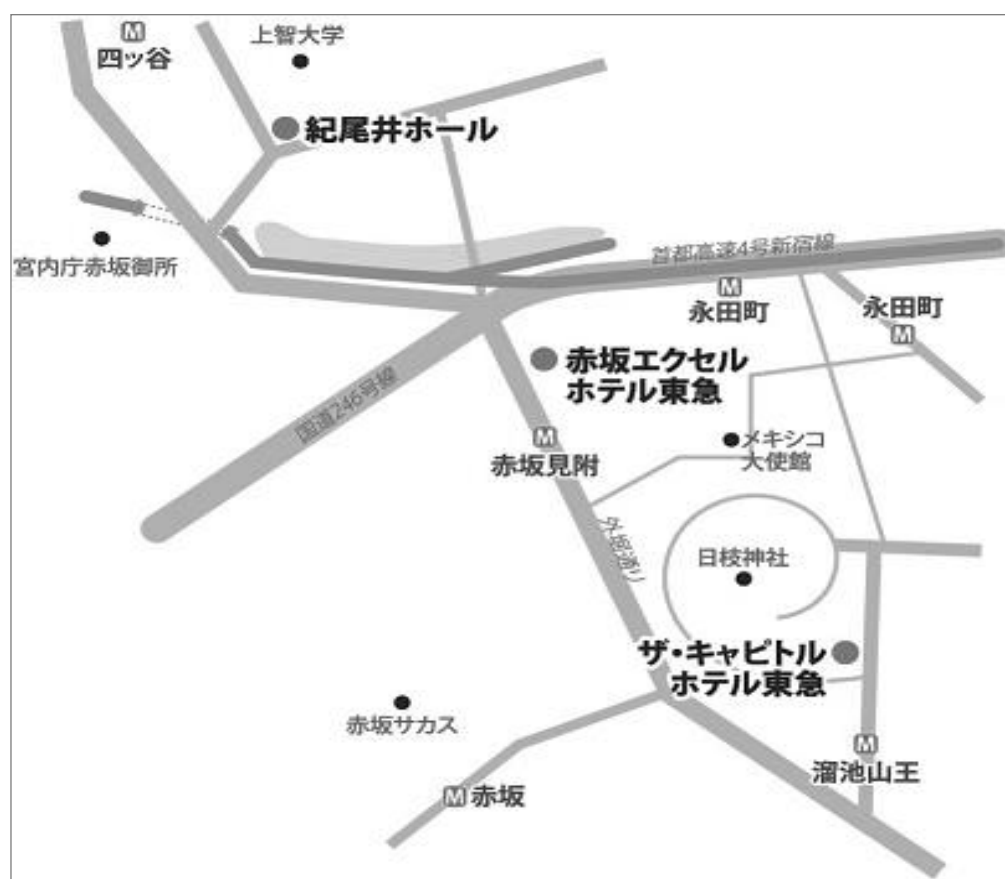 M
四ッ谷
上智大学
紀尾井ホール
宮内庁赤坂御所
首都高速4号新宿線
M
永田町
永田町
M
赤坂エクセル
ホテル東急
国道246号線
M
赤坂見附
メキシコ
大使館
外堀通り
日枝神社
ザ・キャピトル
ホテル東急
赤坂サカス
M
溜池山王
M 赤坂